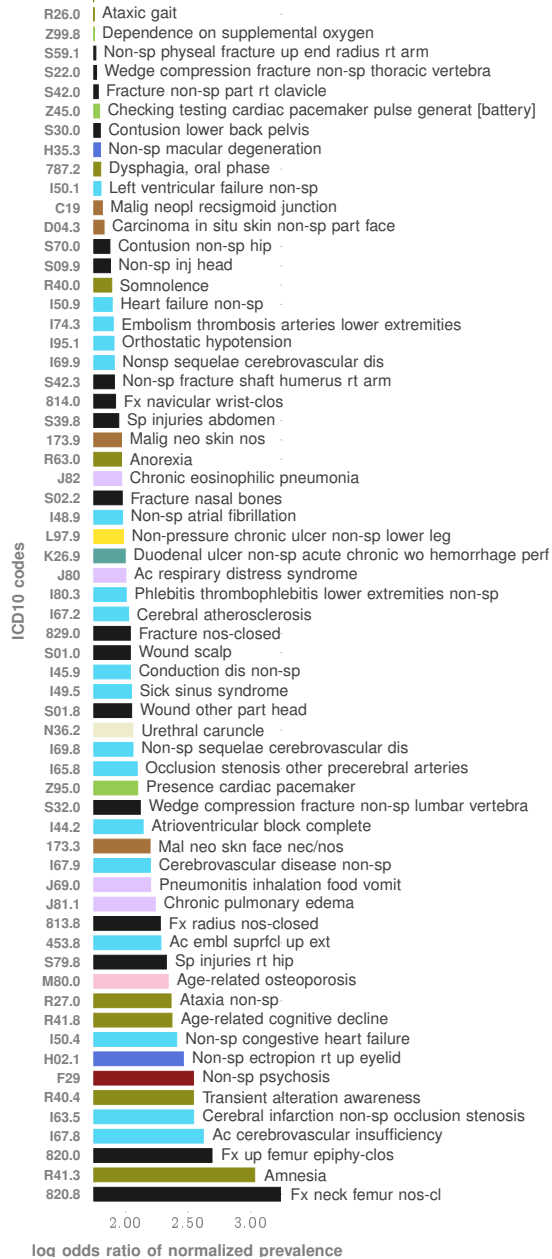 R26.0 Ataxic gait
Z99.8 Dependence on supplemental oxygen
S59.1 Non-sp physeal fracture up end radius rt arm
S22.0 Wedge compression fracture non-sp thoracic vertebra
S42.0 Fracture non-sp part rt clavicle
Z45.0 Checking testing cardiac pacemaker pulse generat [battery]
S30.0 Contusion lower back pelvis
H35.3 Non-sp macular degeneration
787.2 Dysphagia, oral phase
I50.1 Left ventricular failure non-sp
C19 Malig neopl recsigmoid junction
D04.3 Carcinoma in situ skin non-sp part face
S70.0 Contusion non-sp hip
S09.9 Non-sp inj head
R40.0 Somnolence
I50.9 Heart failure non-sp
I74.3 Embolism thrombosis arteries lower extremities
I95.1 Orthostatic hypotension
I69.9 Nonsp sequelae cerebrovascular dis
S42.3 Non-sp fracture shaft humerus rt arm
814.0 Fx navicular wrist-clos
S39.8 Sp injuries abdomen
173.9 Malig neo skin nos
R63.0 Anorexia
J82 Chronic eosinophilic pneumonia
S02.2 Fracture nasal bones
I48.9 Non-sp atrial fibrillation
L97.9 Non-pressure chronic ulcer non-sp lower leg
K26.9 Duodenal ulcer non-sp acute chronic wo hemorrhage perf
J80 Ac respirary distress syndrome
I80.3 Phlebitis thrombophlebitis lower extremities non-sp
I67.2 Cerebral atherosclerosis
829.0 Fracture nos-closed
S01.0 Wound scalp
I45.9 Conduction dis non-sp
I49.5 Sick sinus syndrome
S01.8 Wound other part head
N36.2 Urethral caruncle
I69.8 Non-sp sequelae cerebrovascular dis
I65.8 Occlusion stenosis other precerebral arteries
Z95.0 Presence cardiac pacemaker
S32.0 Wedge compression fracture non-sp lumbar vertebra
I44.2 Atrioventricular block complete
173.3 Mal neo skn face nec/nos
I67.9 Cerebrovascular disease non-sp
J69.0 Pneumonitis inhalation food vomit
J81.1 Chronic pulmonary edema
813.8 Fx radius nos-closed
453.8 Ac embl suprfcl up ext
S79.8 Sp injuries rt hip
M80.0 Age-related osteoporosis
R27.0 Ataxia non-sp
R41.8 Age-related cognitive decline
I50.4 Non-sp congestive heart failure
H02.1 Non-sp ectropion rt up eyelid
F29 Non-sp psychosis
R40.4 Transient alteration awareness
I63.5 Cerebral infarction non-sp occlusion stenosis
I67.8 Ac cerebrovascular insufficiency
820.0 Fx up femur epiphy-clos
R41.3 Amnesia
820.8 Fx neck femur nos-cl
ICD10 codes
2.00 2.50 3.00
log odds ratio of normalized prevalence